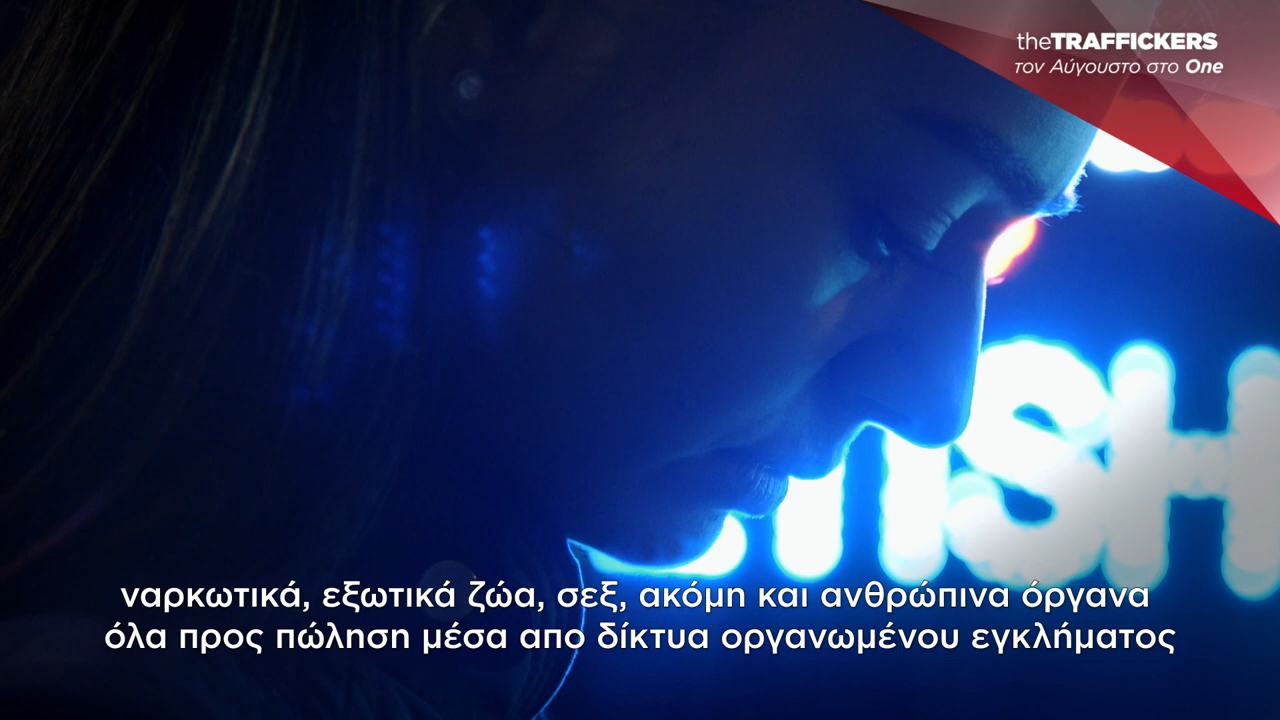 theTRAFFICKERS
τον Αύγουστο στο One
ISH
ναρκωτικά, εξωτικά ζώα, σεξ, ακόμη και ανθρώπινα όργανα
όλα προς πώληση μέσα απο δίκτυα οργανωμένου εγκλήματος